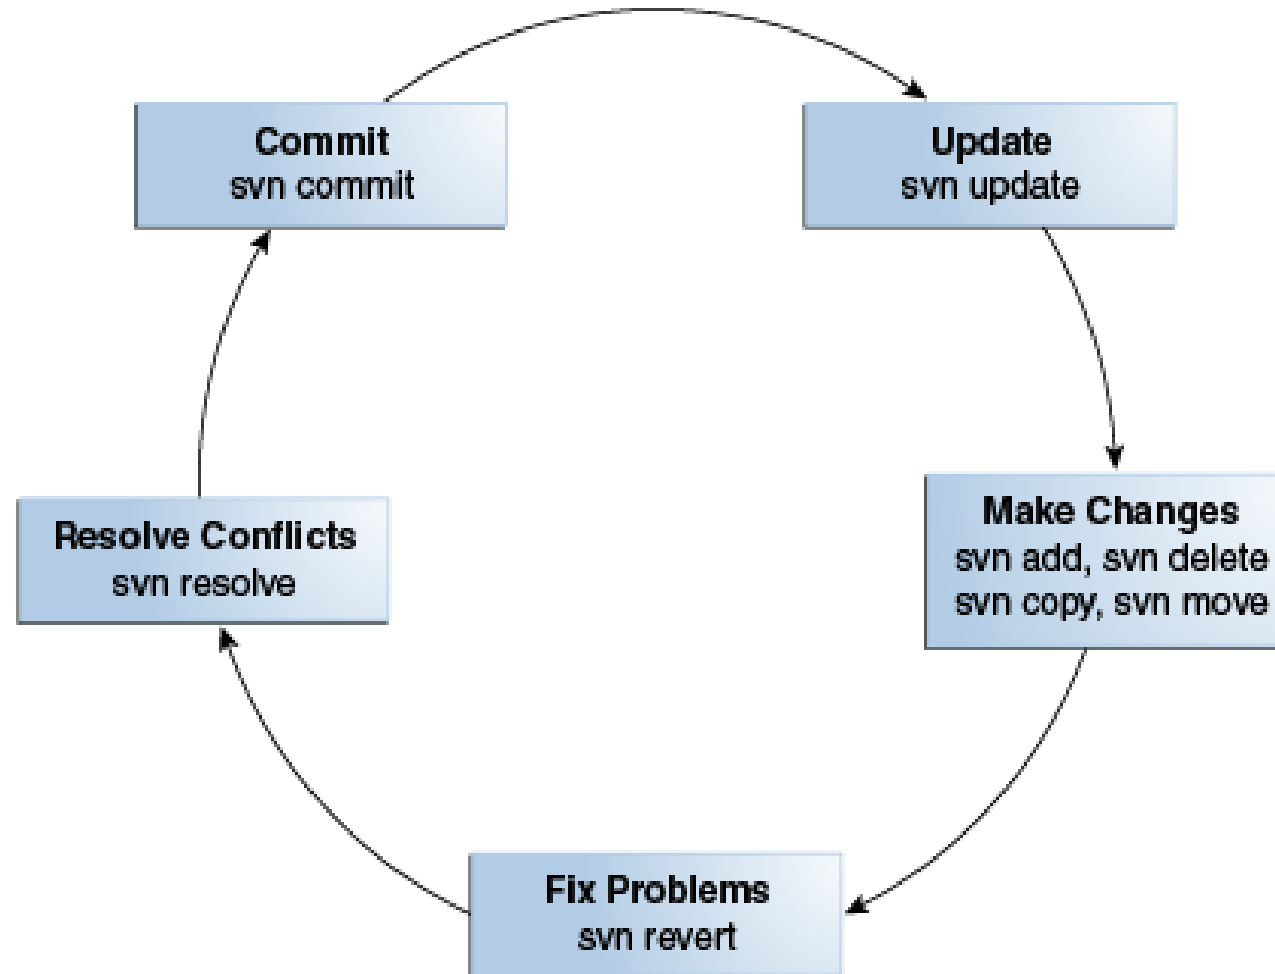 Commit
svn commit
Update
svn update
Make Changes
svn add, svn delete
svn copy, svn move
Fix Problems
svn revert
Resolve Conflicts
svn resolve